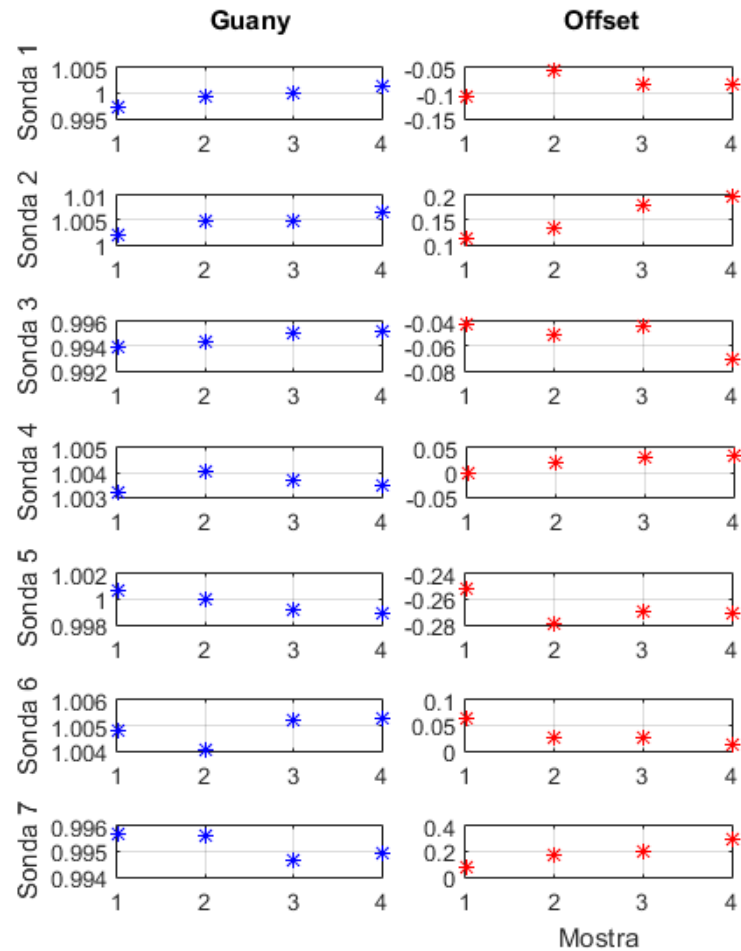 Guany Offset
Sonda 1
1.005
1
0.995
1 2 3 4
-0.05
-0.1
-0.15
1 2 3 4
Sonda 2
1.01
1.005
1
1 2 3 4
0.2
0.15
0.1
1 2 3 4
Sonda 3
0.996
0.994
0.992
1 2 3 4
-0.04
-0.06
-0.08
1 2 3 4
Sonda 4
1.005
1.004
1.003
1 2 3 4
0.05
0
-0.05
1 2 3 4
Sonda 5
1.002
1
0.998
1 2 3 4
-0.24
-0.26
-0.28
1 2 3 4
Sonda 6
1.006
1.005
1.004
1 2 3 4
0.1
0.05
0
1 2 3 4
Sonda 7
0.996
0.995
0.994
1 2 3 4
0.4
0.2
0
1 2 3 4
Mostra